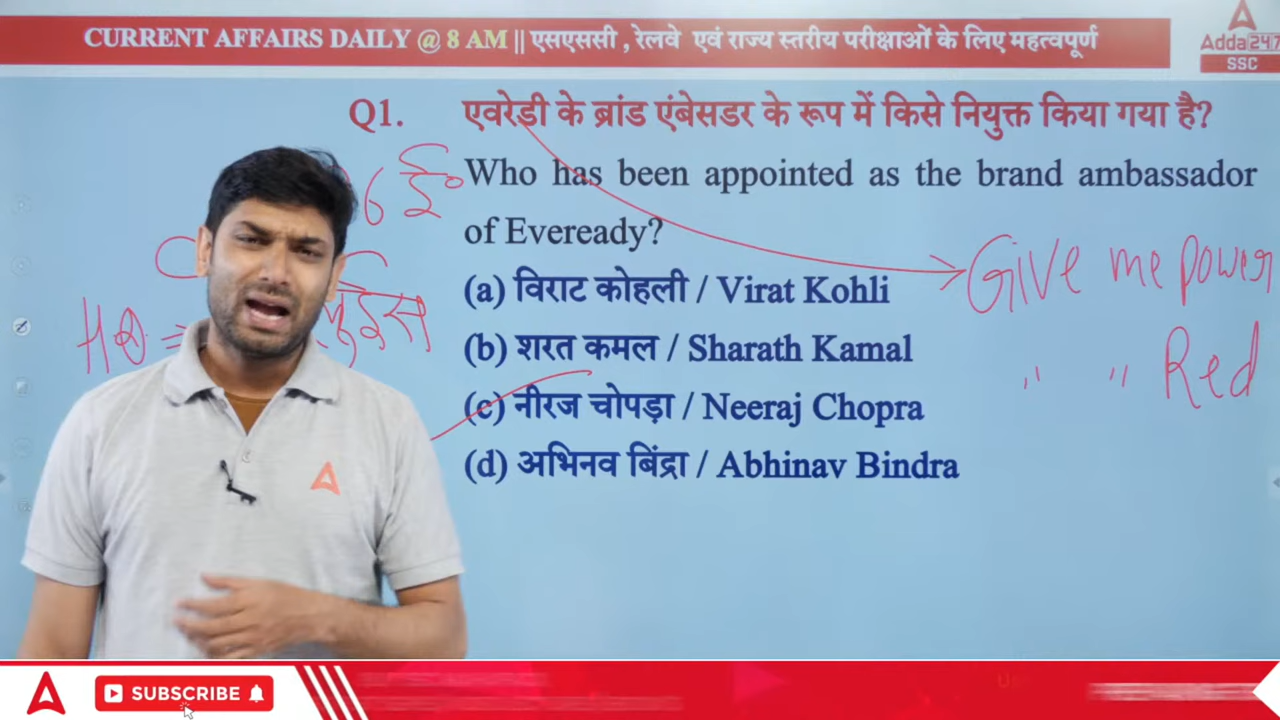 CURRENT AFFAIRS DAILY @ 8 AM || एसएससी , रेलवे एवं राज्य स्तरीय परीक्षाओं के लिए महत्वपूर्ण
Adda 247
SSC
Q1. एवरेडी के ब्रांड एंबेसडर के रूप में किसे नियुक्त किया गया है?
Who has been appointed as the brand ambassador
of Eveready?
(a) विराट कोहली / Virat Kohli
(b) शरत कमल / Sharath Kamal
(c) नीरज चोपड़ा / Neeraj Chopra
(d) अभिनव बिंद्रा / Abhinav Bindra
Give me power
" " Red
SUBSCRIBE